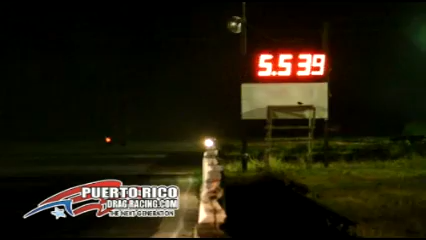 5.539
PUERTO RICO
DRAG RACING.COM
THE NEXT GENERATION